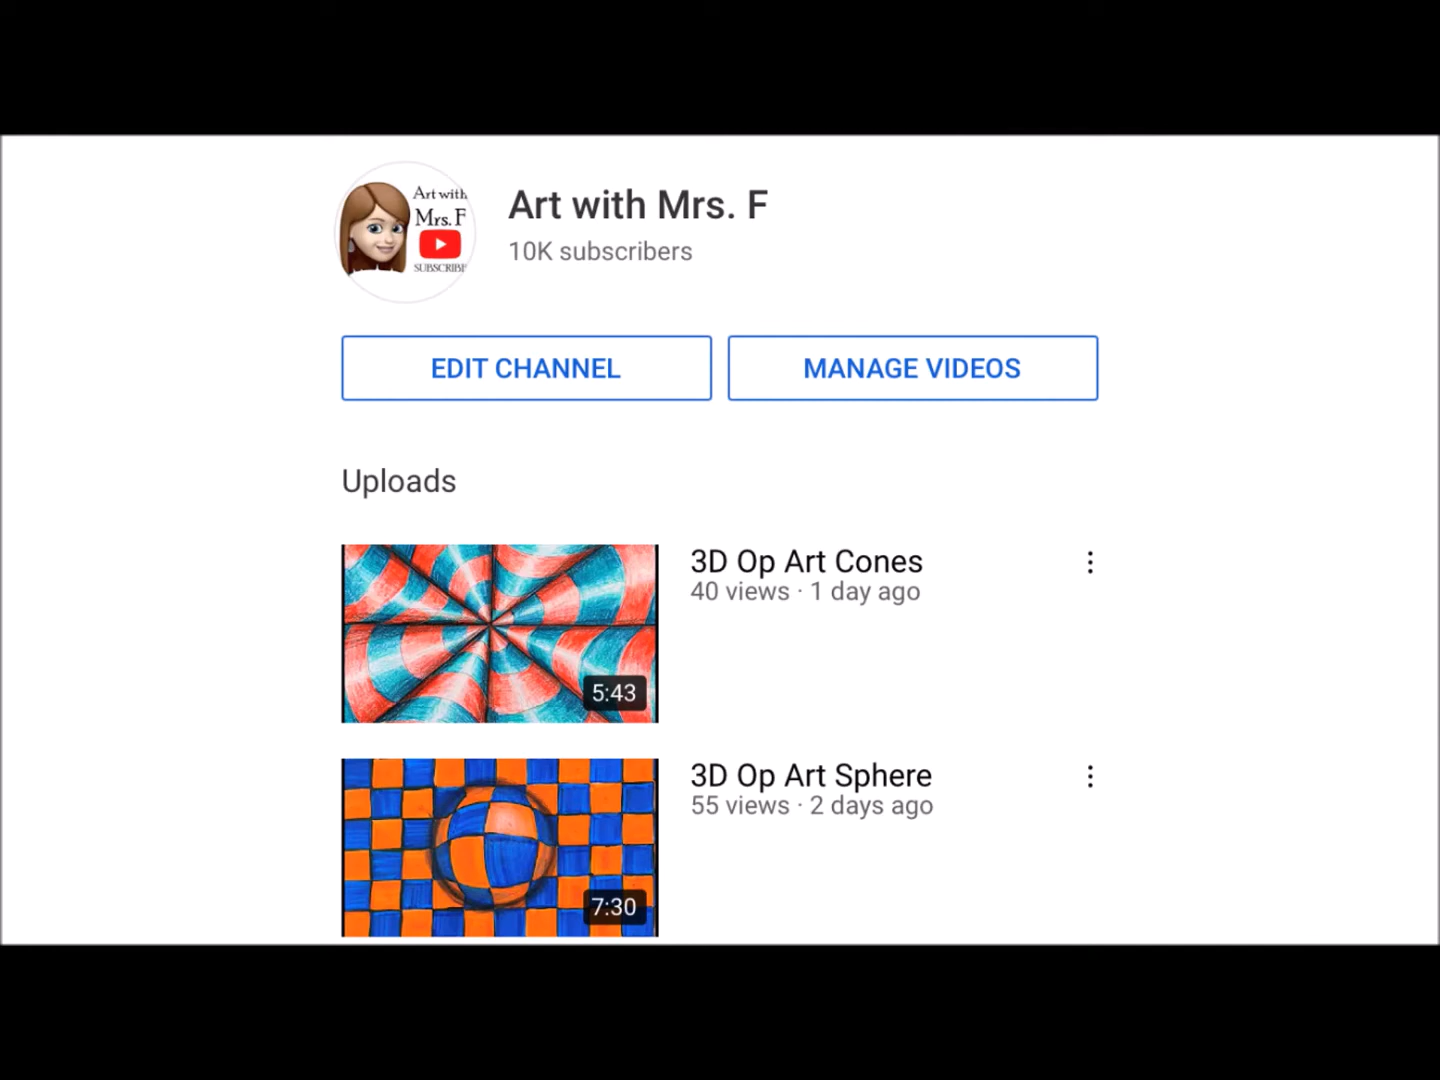 Art with
Mrs. F
SUBSCRIBE
Art with Mrs. F
10K subscribers
EDIT CHANNEL
MANAGE VIDEOS
Uploads
3D Op Art Cones
40 views · 1 day ago
5:43
3D Op Art Sphere
55 views · 2 days ago
7:30